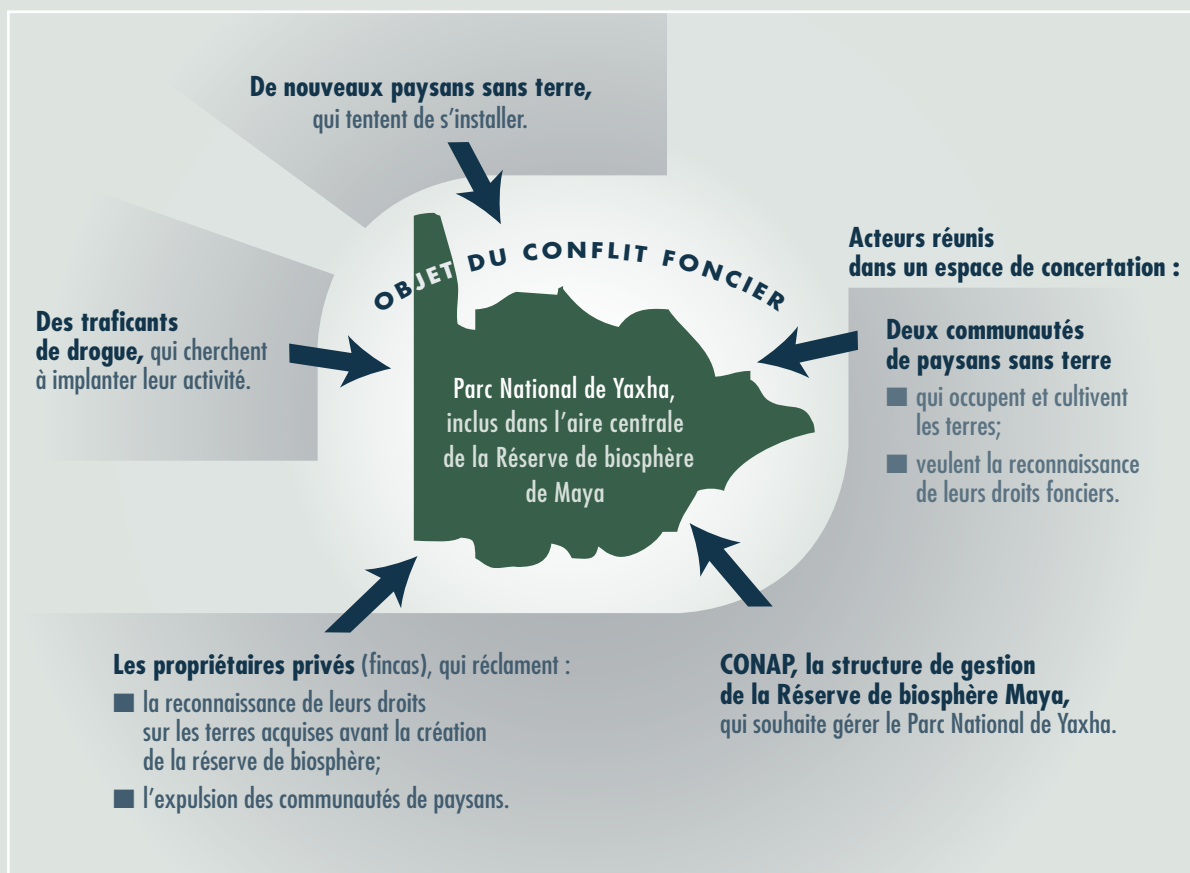 De nouveaux paysans sans terre,
qui tentent de s'installer.
OBJET DU CONFLIT FONCIER
Des traficants
de drogue, qui cherchent
à implanter leur activité.
Parc National de Yaxha,
inclus dans l'aire centrale
de la Réserve de biosphère
de Maya
Acteurs réunis
dans un espace de concertation :
Deux communautés
de paysans sans terre
■ qui occupent et cultivent
les terres;
■ veulent la reconnaissance
de leurs droits fonciers.
Les propriétaires privés (fincas), qui réclament :
■ la reconnaissance de leurs droits
sur les terres acquises avant la création
de la réserve de biosphère;
■ l'expulsion des communautés de paysans.
CONAP, la structure de gestion
de la Réserve de biosphère Maya,
qui souhaite gérer le Parc National de Yaxha.